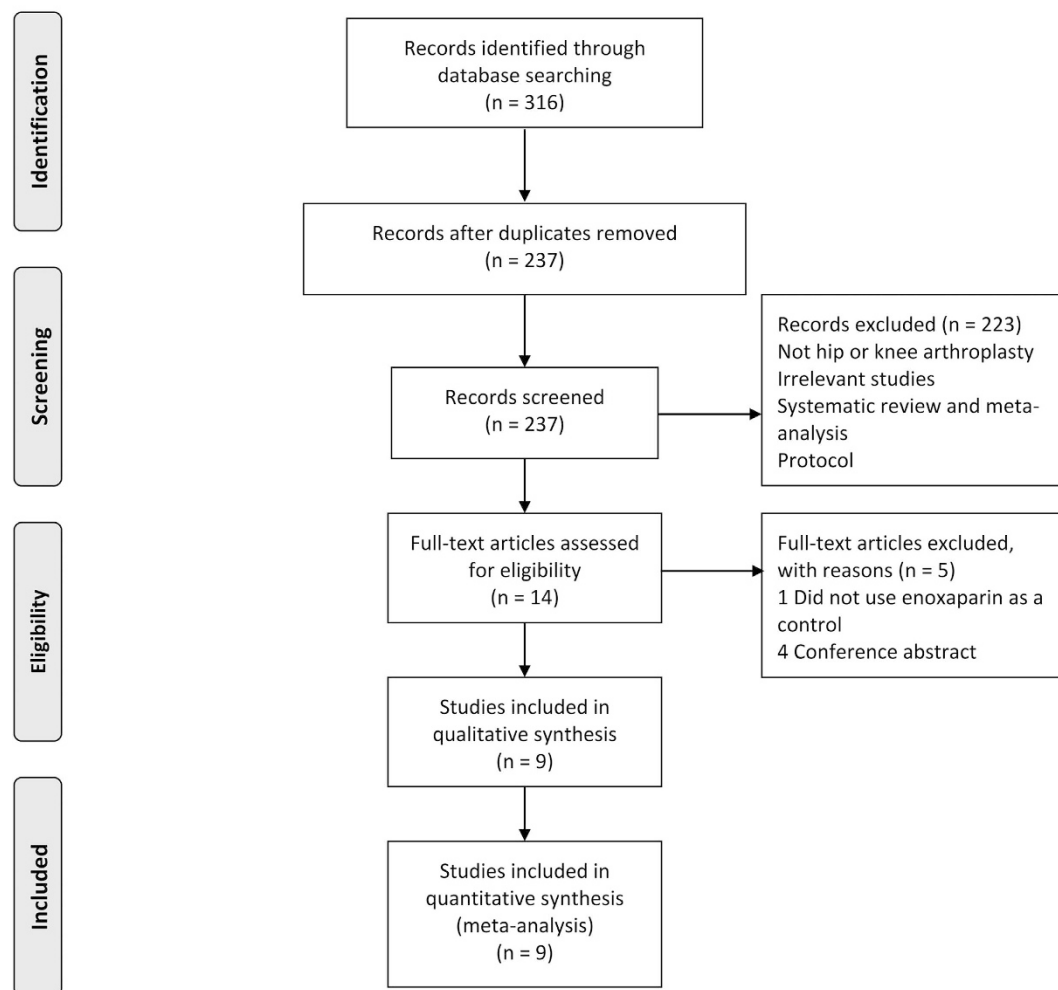 Identification
Records identified through
database searching
(n = 316)
Records after duplicates removed
(n = 237)
Screening
Records screened
(n = 237)
Records excluded (n = 223)
Not hip or knee arthroplasty
Irrelevant studies
Systematic review and meta-
analysis
Protocol
Eligibility
Full-text articles assessed
for eligibility
(n = 14)
Full-text articles excluded,
with reasons (n = 5)
1 Did not use enoxaparin as a
control
4 Conference abstract
Studies included in
qualitative synthesis
(n = 9)
Included
Studies included in
quantitative synthesis
(meta-analysis)
(n = 9)